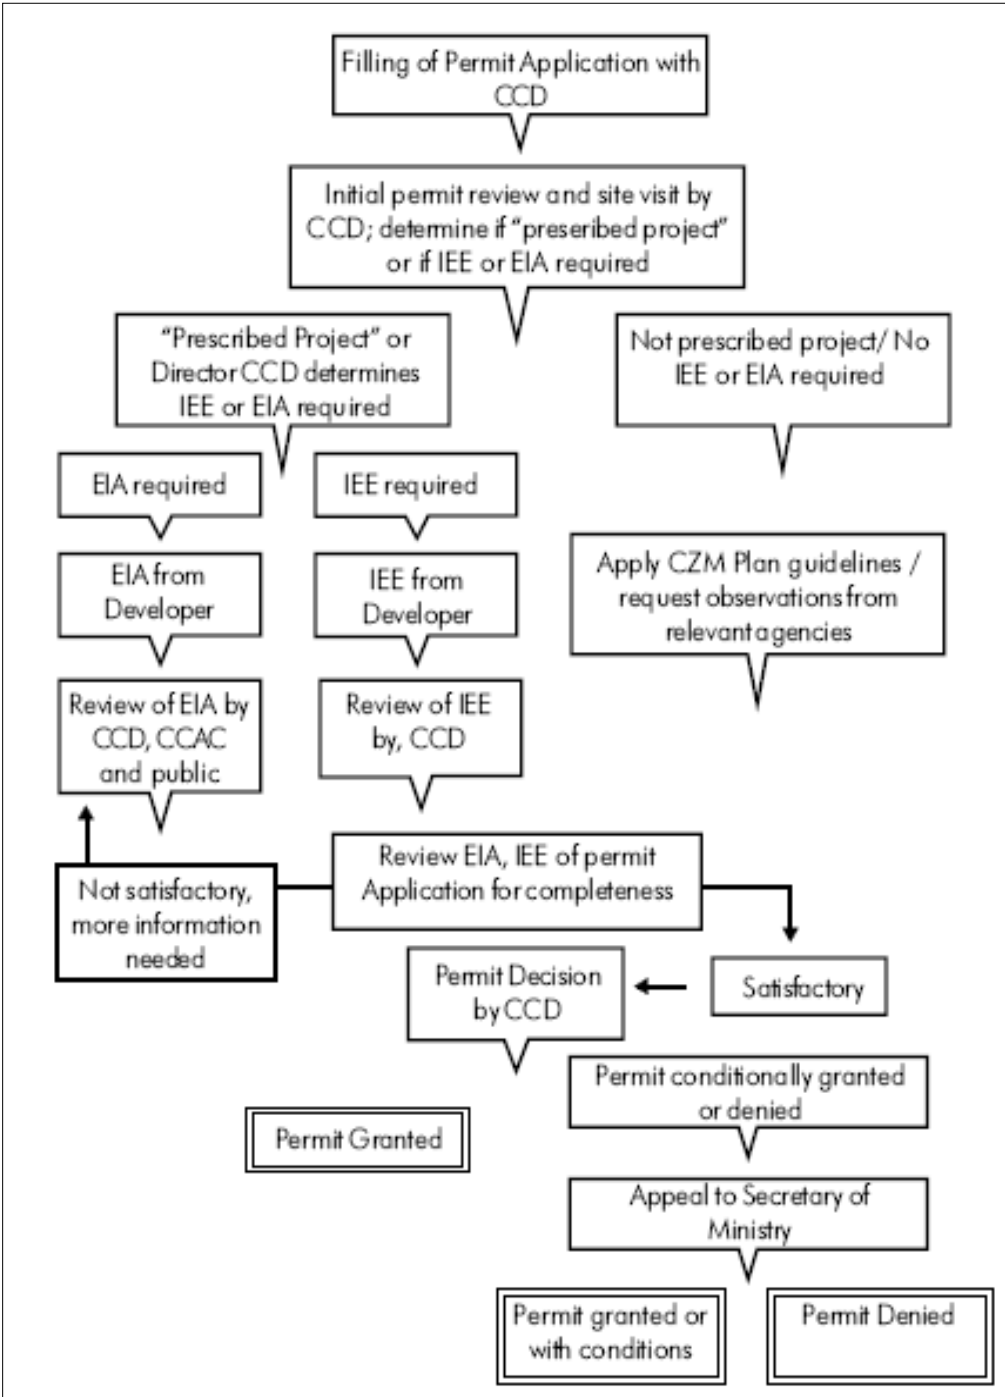 Filling of Permit Application with
CCD
Initial permit review and site visit by
CCD; determine if "preseribed project"
or if IEE or EIA required
"Prescribed Project" or
Director CCD determines
IEE or EIA required
Not prescribed project/ No
IEE or EIA required
EIA required
IEE required
EIA from
Developer
IEE from
Developer
Apply CZM Plan guidelines /
request observations from
relevant agencies
Review of EIA by
CCD, CCAC
and public
Review of IEE
by, CCD
Not satisfactory,
more information
needed
Review EIA, IEE of permit
Application for completeness
Permit Decision
by CCD
Satisfactory
Permit conditionally granted
or denied
Permit Granted
Appeal to Secretary of
Ministry
Permit granted or
with conditions
Permit Denied